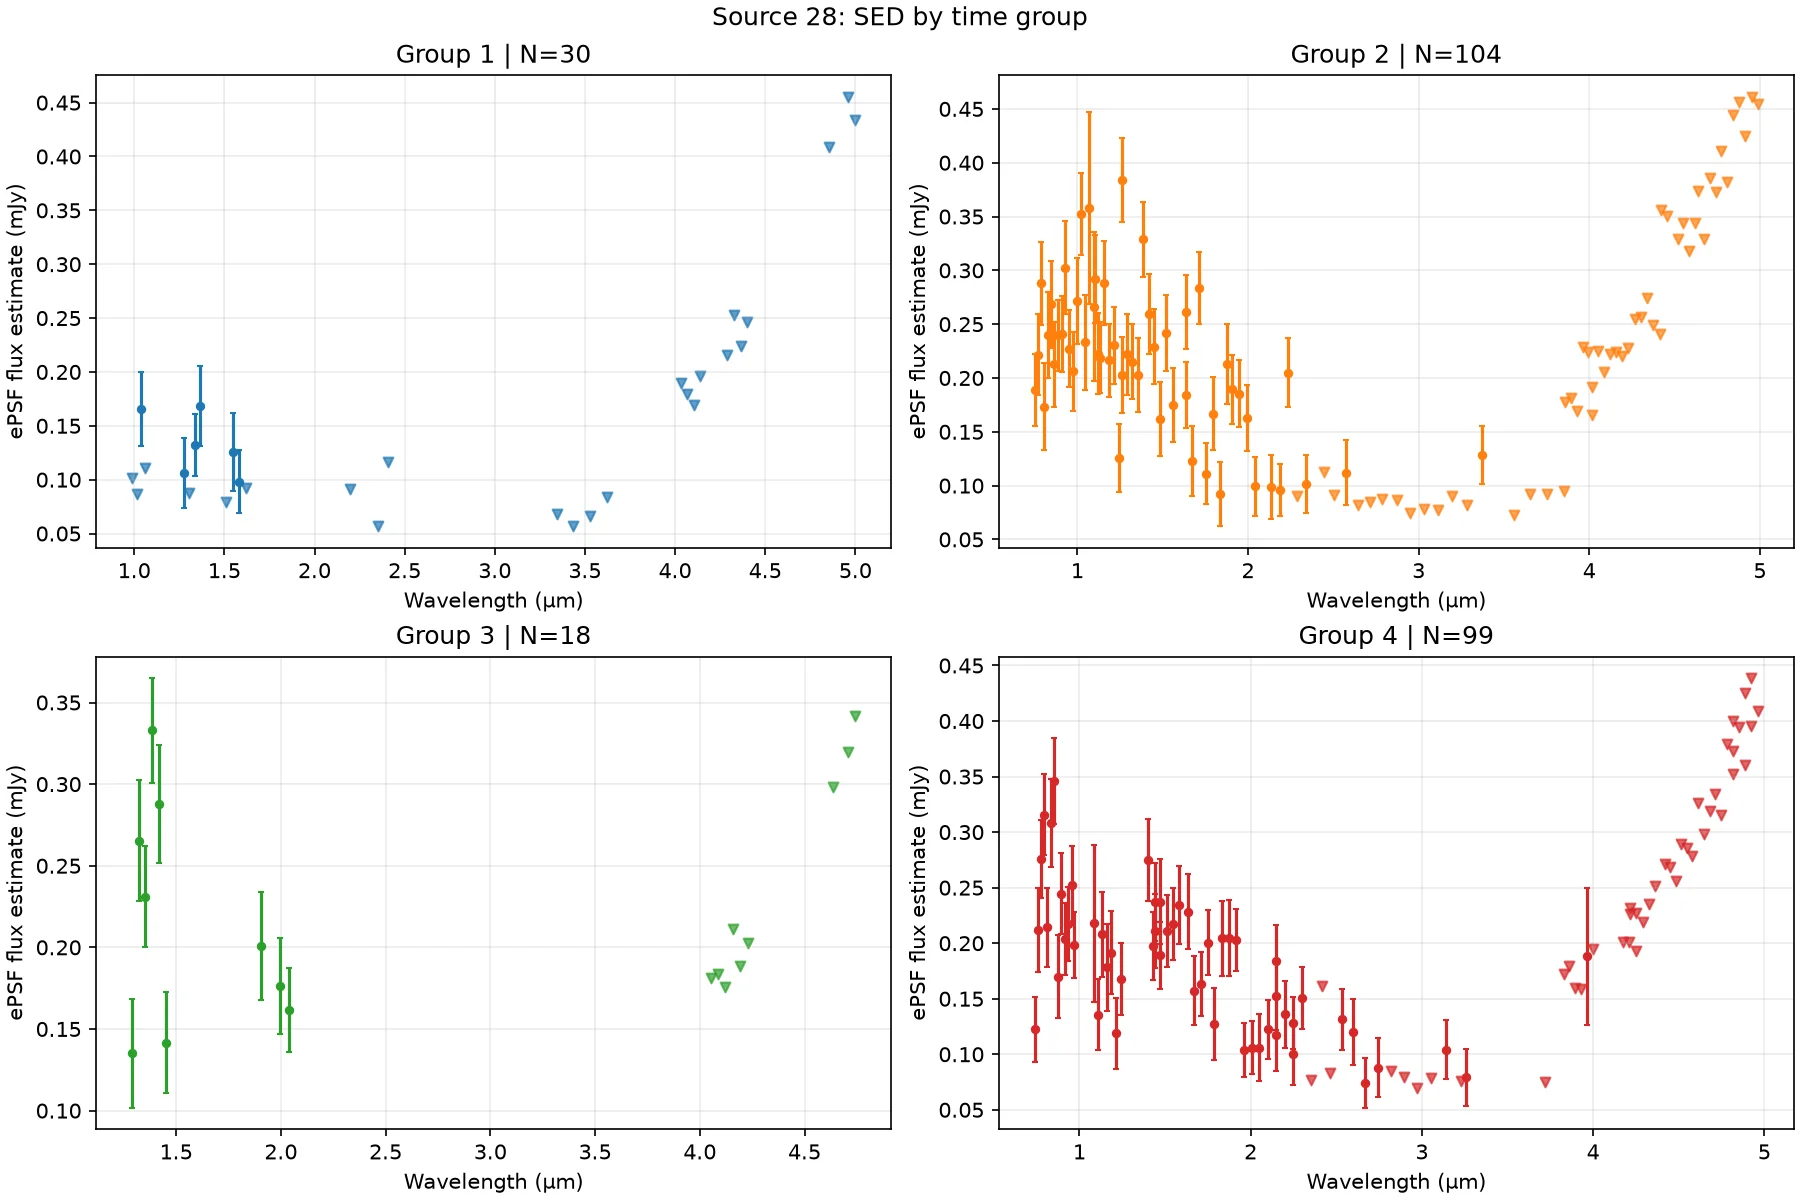 Source 28: SED by time group
Group 1 | N=30
ePSF flux estimate (mJy)
0.45
0.40
0.35
0.30
0.25
0.20
0.15
0.10
0.05
1.0 1.5 2.0 2.5 3.0 3.5 4.0 4.5 5.0
Wavelength (μm)
Group 2 | N=104
ePSF flux estimate (mJy)
0.45
0.40
0.35
0.30
0.25
0.20
0.15
0.10
0.05
1 2 3 4 5
Wavelength (μm)
Group 3 | N=18
ePSF flux estimate (mJy)
0.35
0.30
0.25
0.20
0.15
0.10
1.5 2.0 2.5 3.0 3.5 4.0 4.5
Wavelength (μm)
Group 4 | N=99
ePSF flux estimate (mJy)
0.45
0.40
0.35
0.30
0.25
0.20
0.15
0.10
0.05
1 2 3 4 5
Wavelength (μm)